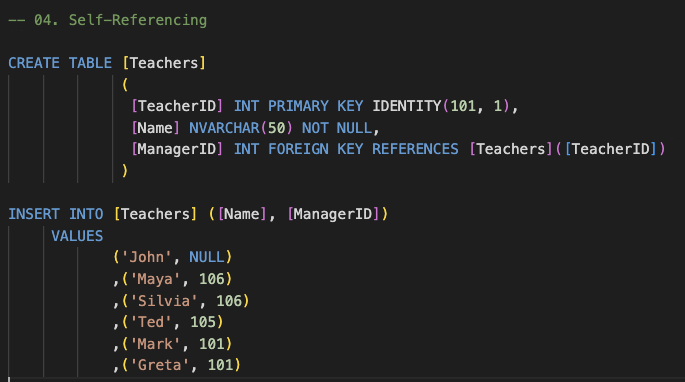 -- 04. Self-Referencing
CREATE TABLE [Teachers]
(
[TeacherID] INT PRIMARY KEY IDENTITY(101, 1),
[Name] NVARCHAR(50) NOT NULL,
[ManagerID] INT FOREIGN KEY REFERENCES [Teachers]([TeacherID])
)
INSERT INTO [Teachers] ([Name], [ManagerID])
VALUES
('John', NULL)
,('Maya', 106)
,('Silvia', 106)
,('Ted', 105)
,('Mark', 101)
,('Greta', 101)